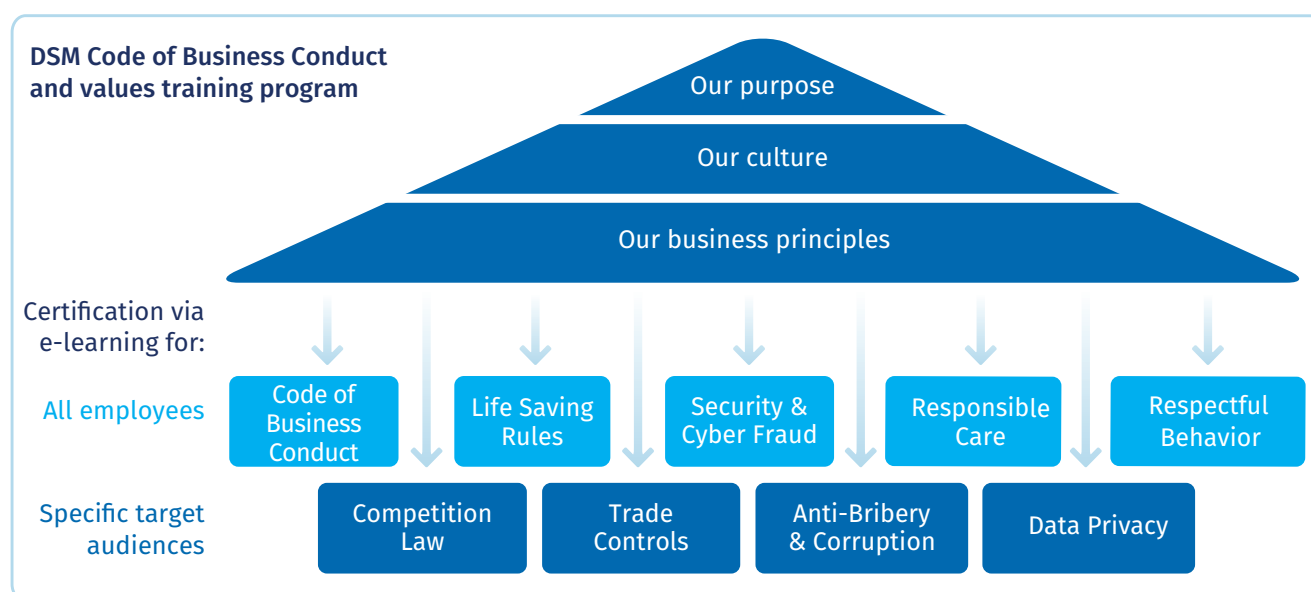 DSM Code of Business Conduct
and values training program
Our purpose
Our culture
Our business principles
Certification via
e-learning for:
All employees
Code of
Business
Conduct
Life Saving
Rules
Security &
Cyber Fraud
Responsible
Care
Respectful
Behavior
Specific target
audiences
Competition
Law
Trade
Controls
Anti-Bribery
& Corruption
Data Privacy